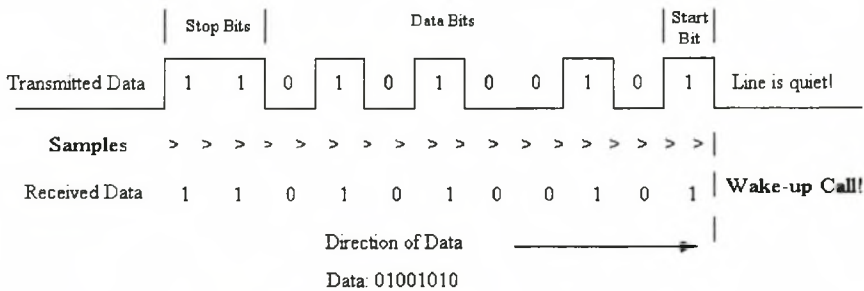 Stop Bits Data Bits Start
Bit
Transmitted Data 1 1 0 1 0 1 0 0 1 0 1 Line is quiet!
Samples > > > > > > > > > > > > > > > > > >
Received Data 1 1 0 1 0 1 0 0 1 0 1 Wake-up Call!
Direction of Data
Data: 01001010